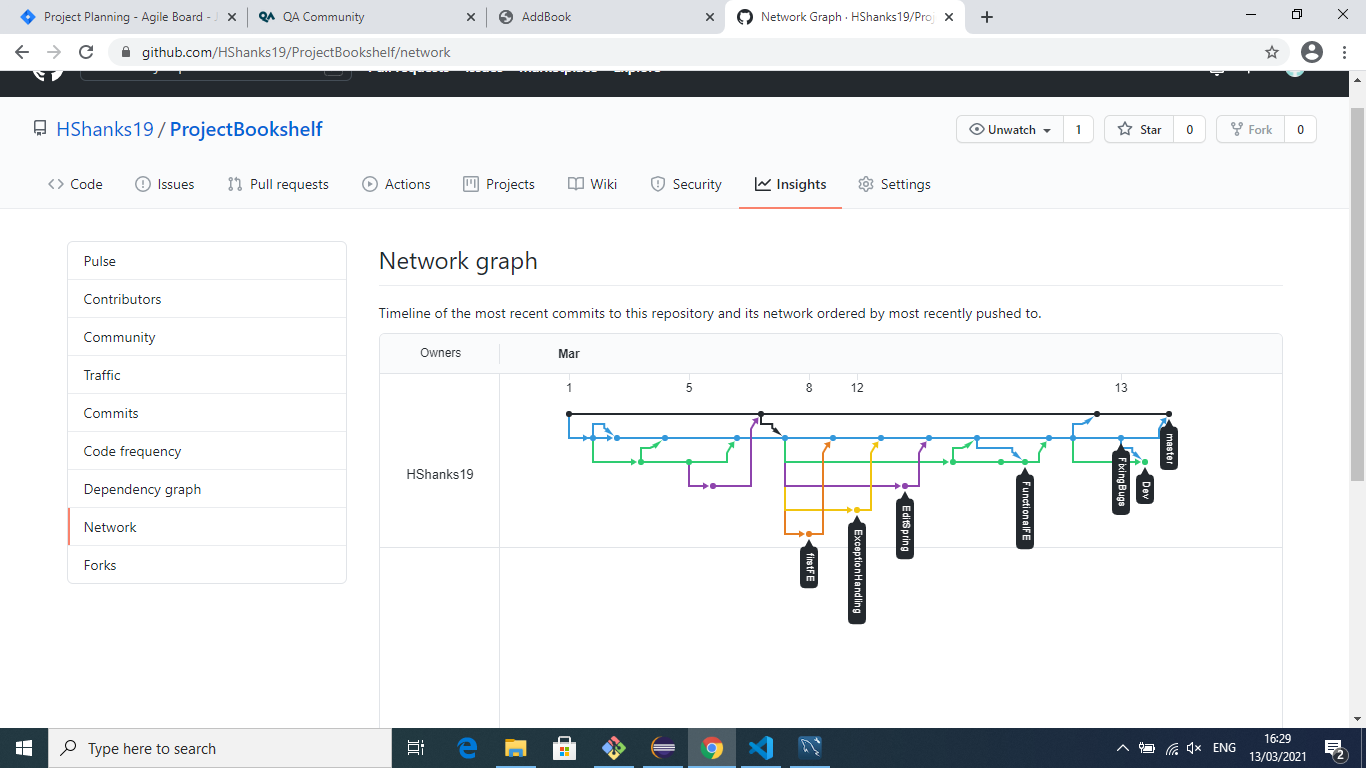 Project Planning - Agile Board -
QA Community
AddBook
Network Graph · HShanks19/Proj
github.com/HShanks19/ProjectBookshelf/network
HShanks19 / ProjectBookshelf
Unwatch 1
Star 0
Fork 0
Code
Issues
Pull requests
Actions
Projects
Wiki
Security
Insights
Settings
Pulse
Contributors
Community
Traffic
Commits
Code frequency
Dependency graph
Network
Forks
Network graph
Timeline of the most recent commits to this repository and its network ordered by most recently pushed to.
Owners
Mar
1 5 8 12 13
HShanks19
master
FixingBugs
Dev
FunctionalFE
EditSpring
ExceptionHandling
firstFE
Type here to search
ENG
16:29
13/03/2021
2